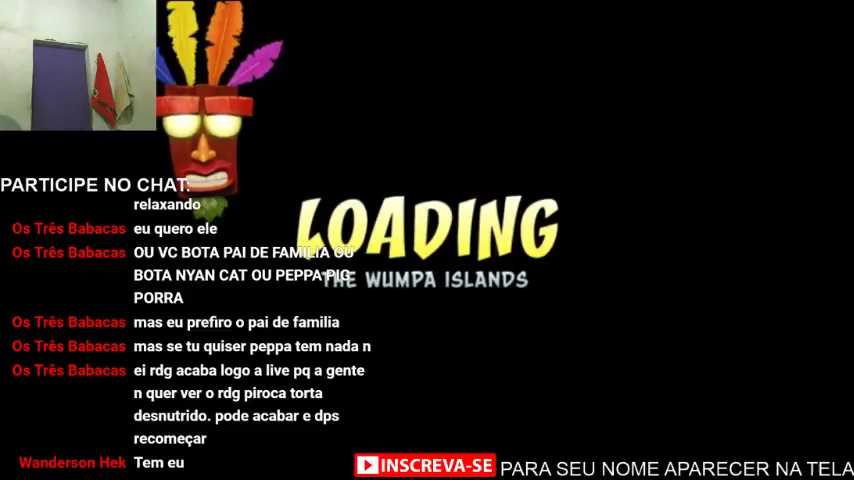 PARTICIPE NO CHAT:
relaxando
Os Três Babacas eu quero ele
Os Três Babacas OU VC BOTA PAI DE FAMILIA OU
BOTA NYAN CAT OU PEPPA PIG
PORRA
Os Três Babacas mas eu prefiro o pai de familia
Os Três Babacas mas se tu quiser peppa tem nada n
Os Três Babacas ei rdg acaba logo a live pq a gente
n quer ver o rdg piroca torta
desnutrido. pode acabar e dps
recomeçar
Wanderson Hek Tem eu
LOADING
THE WUMPA ISLANDS
INSCREVA-SE PARA SEU NOME APARECER NA TELA